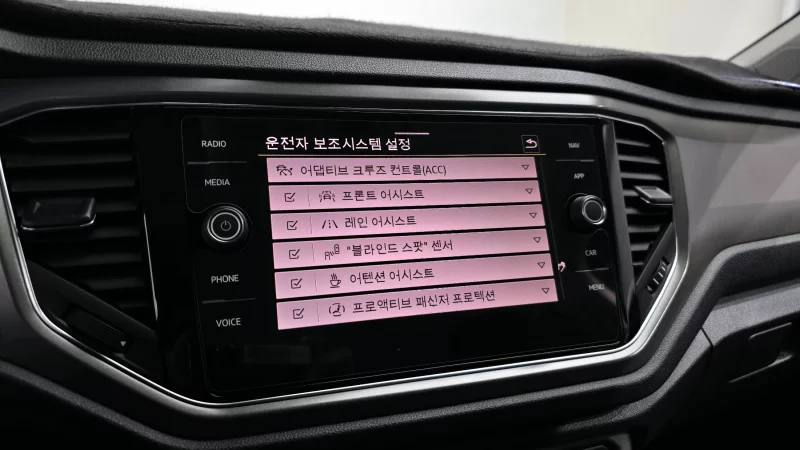 RADIO
MEDIA
PHONE
VOICE
운전자 보조시스템 설정
어댑티브 크루즈 컨트롤(ACC)
프론트 어시스트
레인 어시스트
"블라인드 스팟" 센서
어텐션 어시스트
프로액티브 패신저 프로텍션
NAV
APP
CAR
MENU